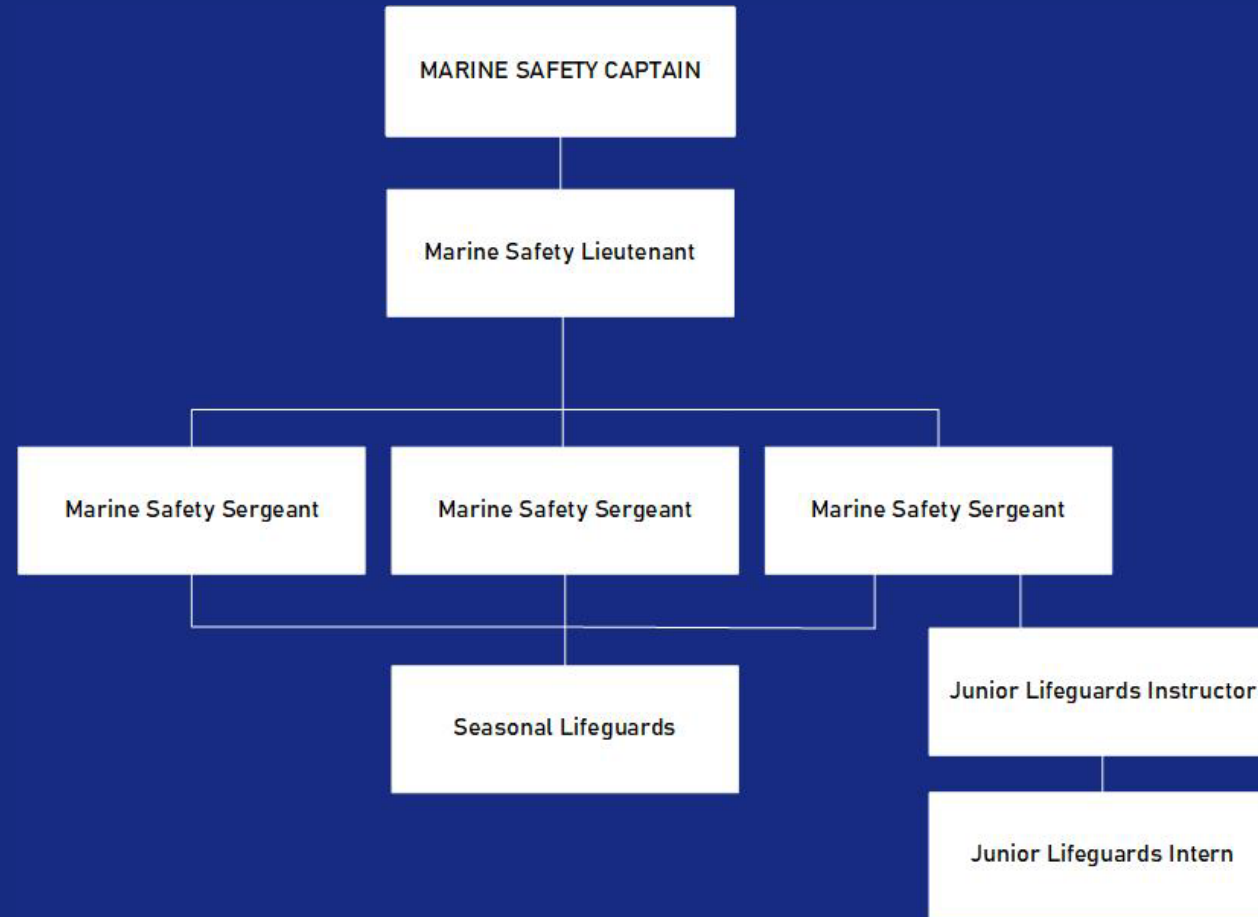 MARINE SAFETY CAPTAIN
Marine Safety Lieutenant
Marine Safety Sergeant
Marine Safety Sergeant
Marine Safety Sergeant
Seasonal Lifeguards
Junior Lifeguards Instructor
Junior Lifeguards Intern